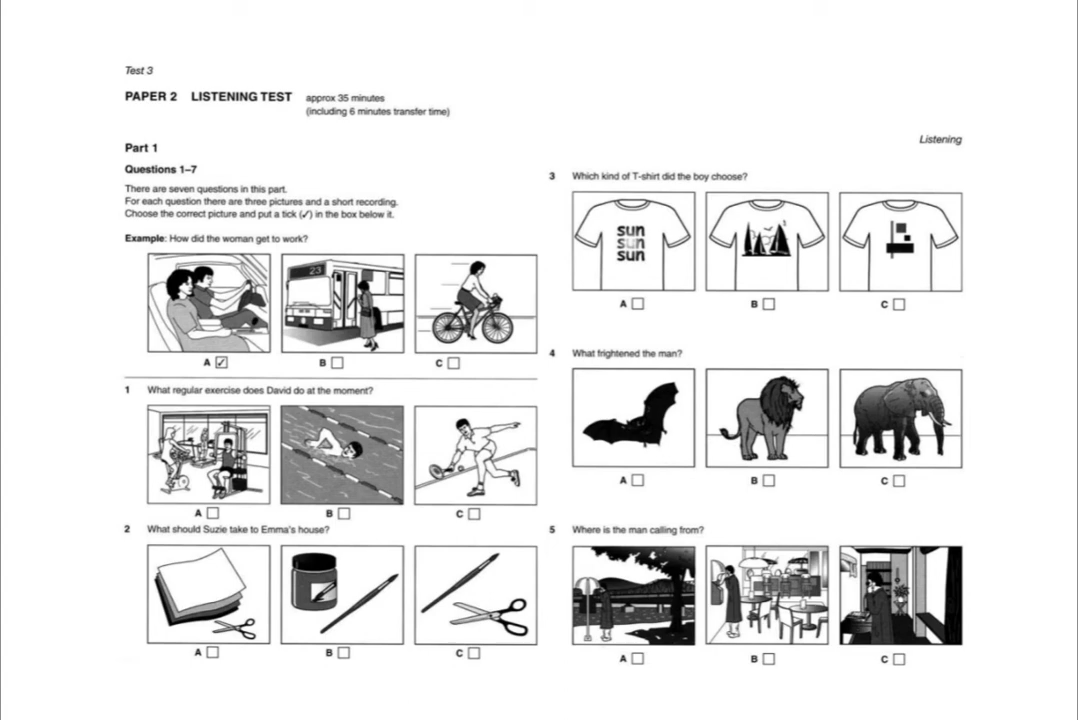 Test 3
PAPER 2 LISTENING TEST approx 35 minutes
(including 6 minutes transfer time)
Part 1
Questions 1–7
There are seven questions in this part.
For each question there are three pictures and a short recording.
Choose the correct picture and put a tick (✓) in the box below it.
Example: How did the woman get to work?
23
A ✓ B C
1 What regular exercise does David do at the moment?
A B C
2 What should Suzie take to Emma's house?
A B C
Listening
3 Which kind of T-shirt did the boy choose?
sun
sun
sun
A B C
4 What frightened the man?
A B C
5 Where is the man calling from?
A B C